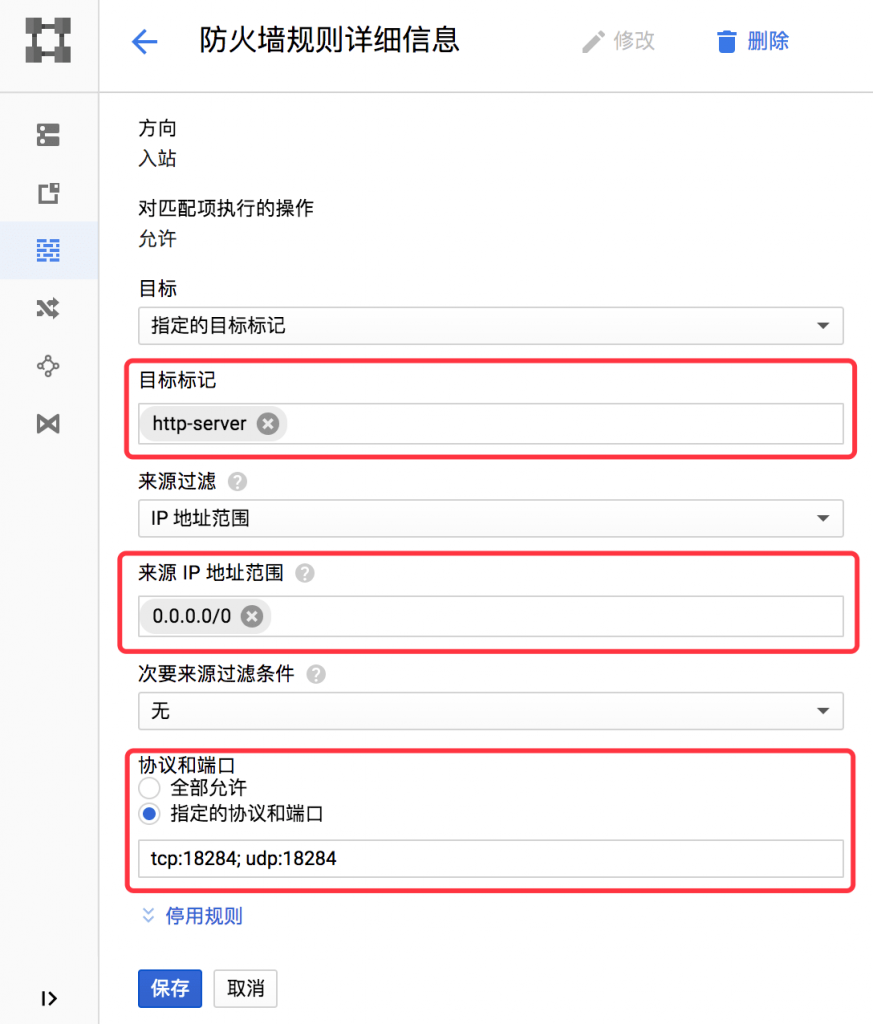 防火墙规则详细信息
修改
删除
方向
入站
对匹配项执行的操作
允许
目标
指定的目标标记
目标标记
http-server
来源过滤
IP 地址范围
来源 IP 地址范围
0.0.0.0/0
次要来源过滤条件
无
协议和端口
全部允许
指定的协议和端口
tcp:18284; udp:18284
停用规则
保存
取消